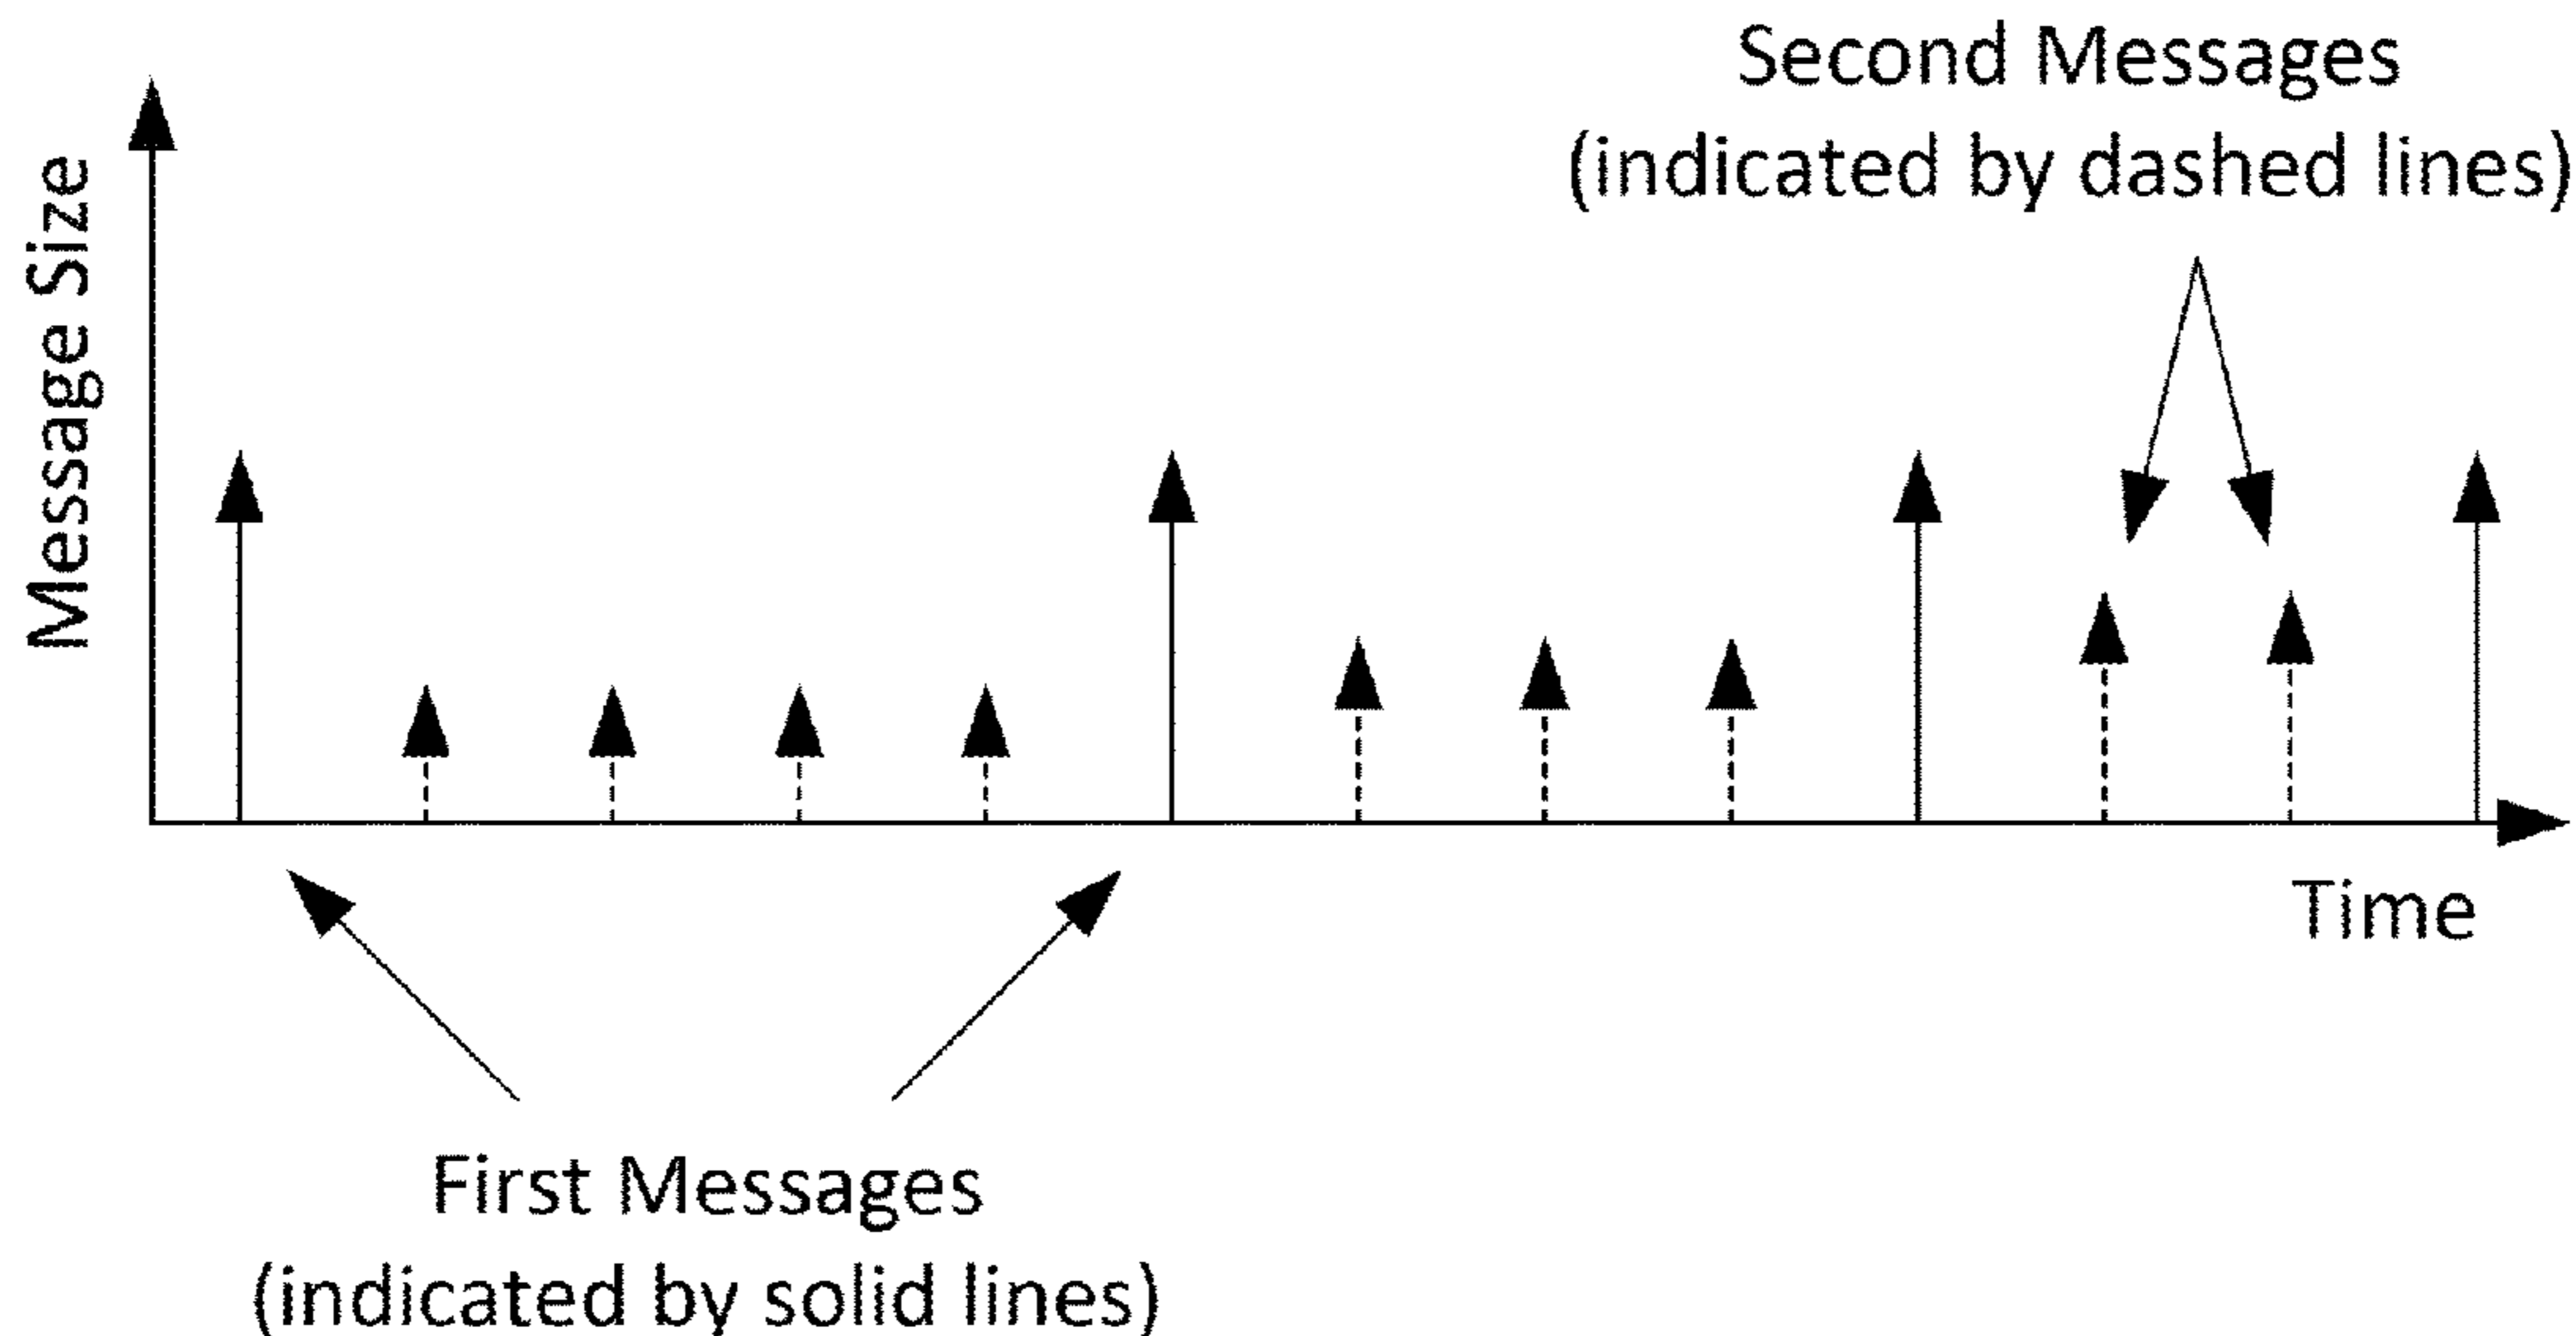 Second Messages
(indicated by dashed lines)
Message Size
Time
First Messages
(indicated by solid lines)